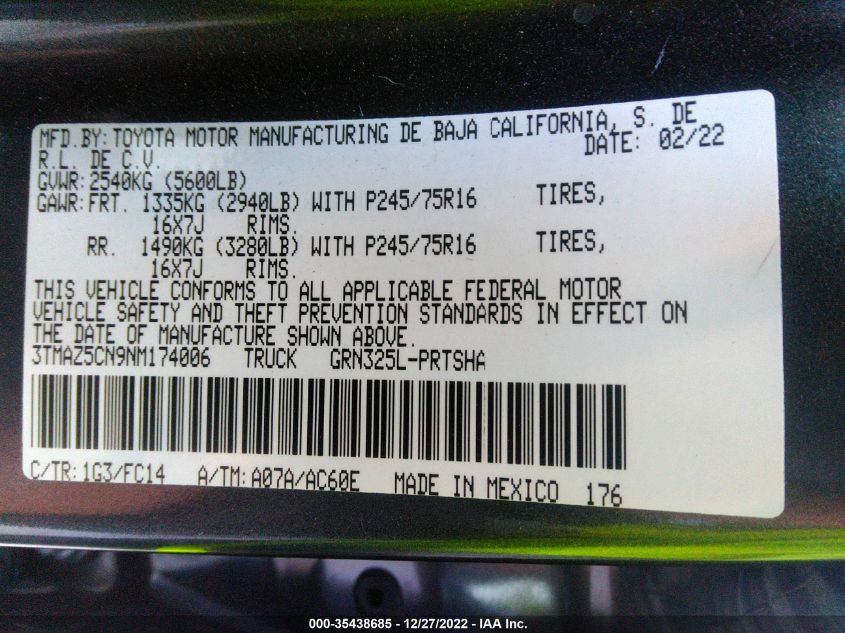 MFD.BY:TOYOTA MOTOR MANUFACTURING DE BAJA CALIFORNIA, S. DE
R.L. DE C.V. DATE: 02/22
GVWR:2540KG (5600LB)
GAWR:FRT. 1335KG (2940LB) WITH P245/75R16 TIRES,
16X7J RIMS.
RR. 1490KG (3280LB) WITH P245/75R16 TIRES,
16X7J RIMS.
THIS VEHICLE CONFORMS TO ALL APPLICABLE FEDERAL MOTOR
VEHICLE SAFETY AND THEFT PREVENTION STANDARDS IN EFFECT ON
THE DATE OF MANUFACTURE SHOWN ABOVE.
3TMAZ5CN9NM174006 TRUCK GRN325L-PRTSHA
C/TR:1G3/FC14 A/TM:A07A/AC60E MADE IN MEXICO 176
000-35438685 - 12/27/2022 - IAA Inc.